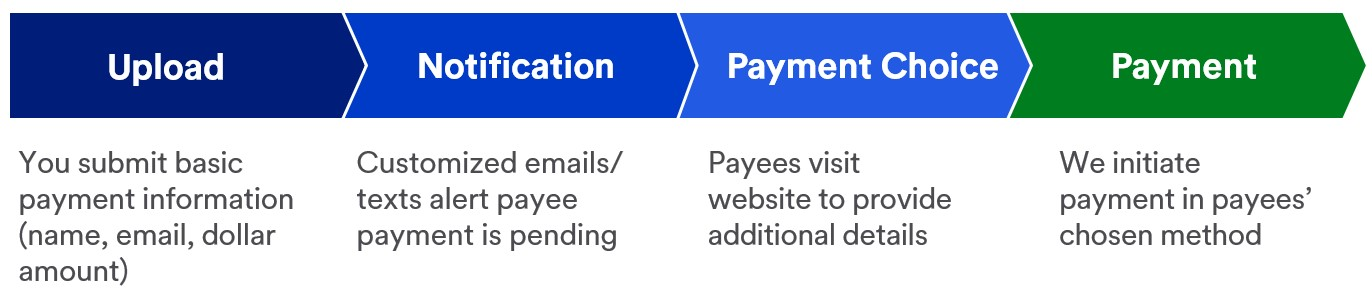 Upload
Notification
Payment Choice
Payment
You submit basic
payment information
(name, email, dollar
amount)
Customized emails/
texts alert payee
payment is pending
Payees visit
website to provide
additional details
We initiate
payment in payees’
chosen method